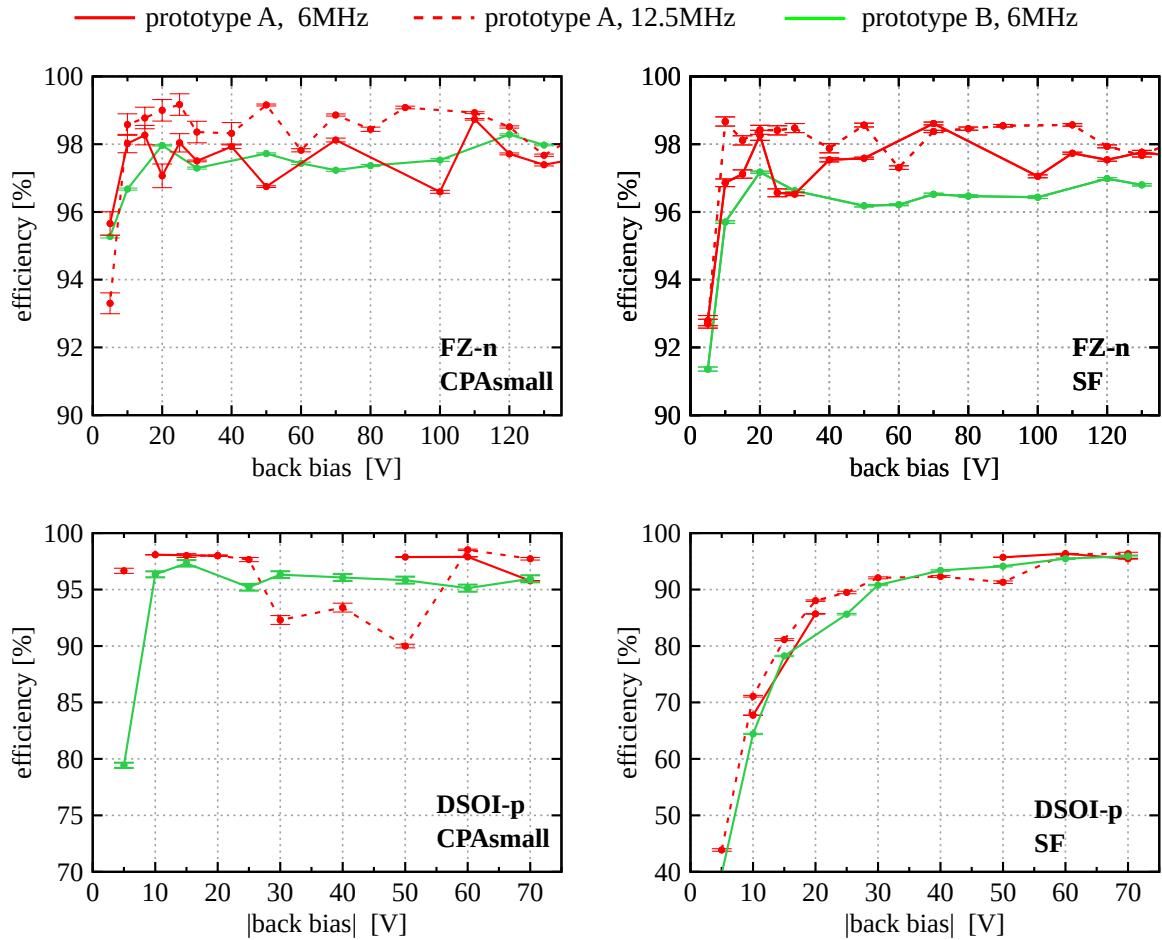 prototype A,  6MHz    prototype A, 12.5MHz    prototype B, 6MHz
100
98
96
94
92
90
efficiency [%]
FZ-n
CPAsmall
0 20 40 60 80 100 120
back bias [V]
100
98
96
94
92
90
efficiency [%]
FZ-n
SF
0 20 40 60 80 100 120
back bias [V]
100
95
90
85
80
75
70
efficiency [%]
DSOI-p
CPAsmall
0 10 20 30 40 50 60 70
|back bias| [V]
100
90
80
70
60
50
40
efficiency [%]
DSOI-p
SF
0 10 20 30 40 50 60 70
|back bias| [V]